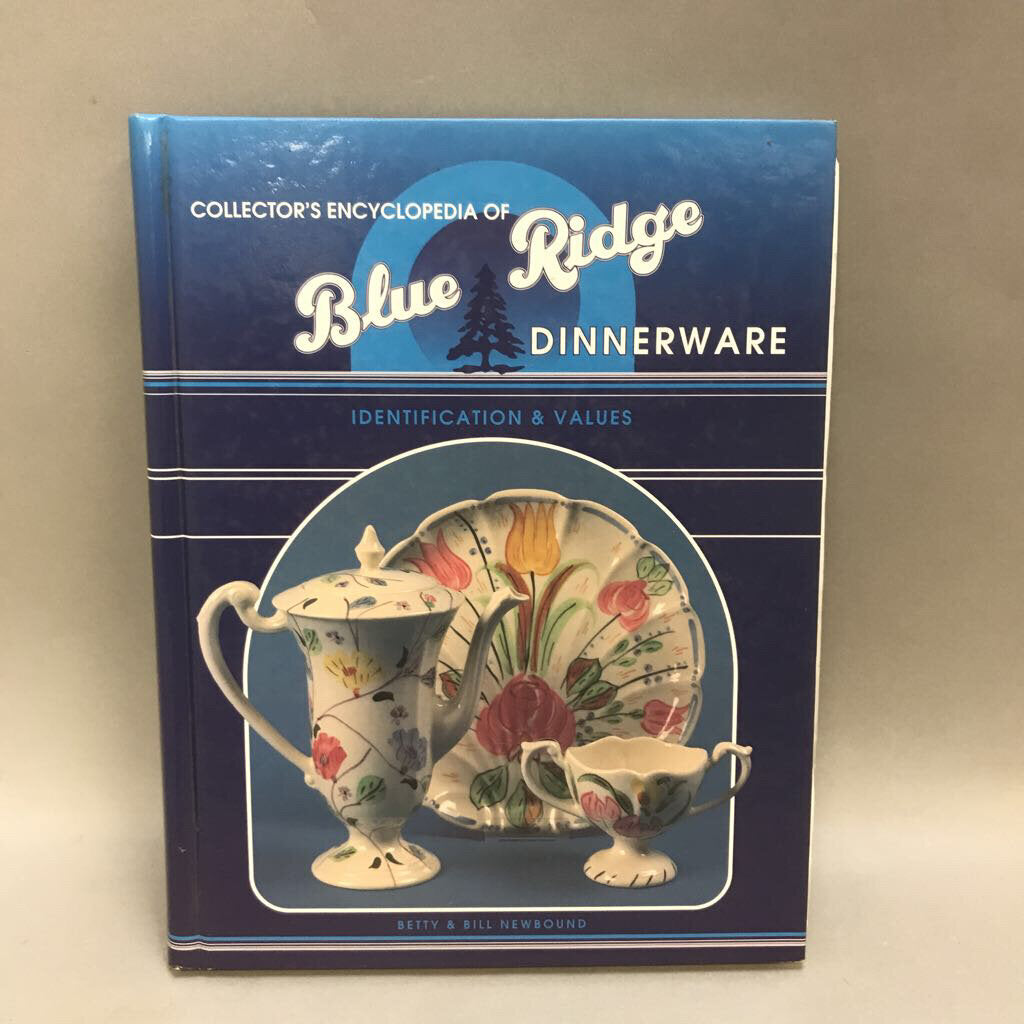 COLLECTOR'S ENCYCLOPEDIA OF
Blue Ridge
DINNERWARE
IDENTIFICATION & VALUES
BETTY & BILL NEWBOUND